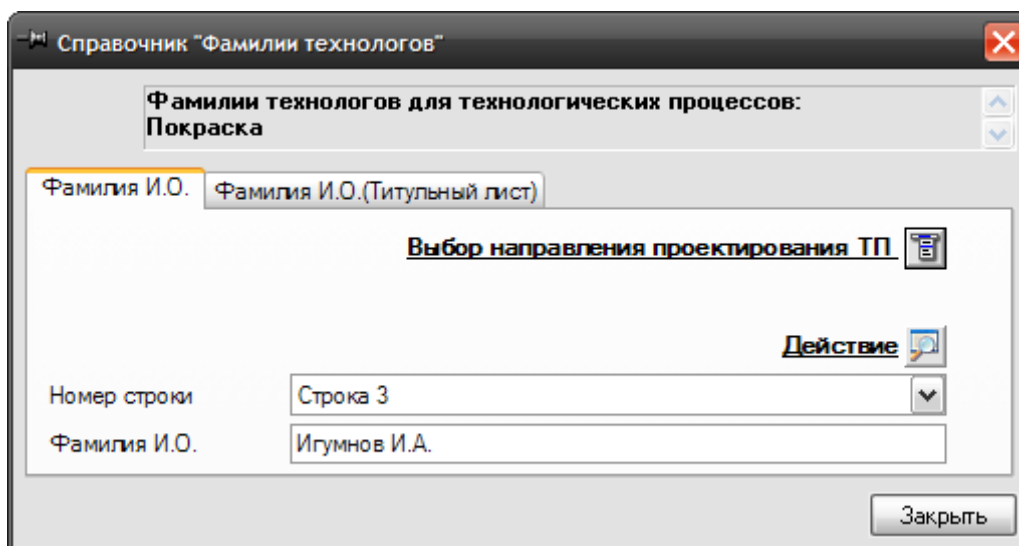 Справочник "Фамилии технологов"
Фамилии технологов для технологических процессов:
Покраска
Фамилия И.О. Фамилия И.О.(Титульный лист)
Выбор направления проектирования ТП
Действие
Номер строки Строка 3
Фамилия И.О. Игумнов И.А.
Закрыть